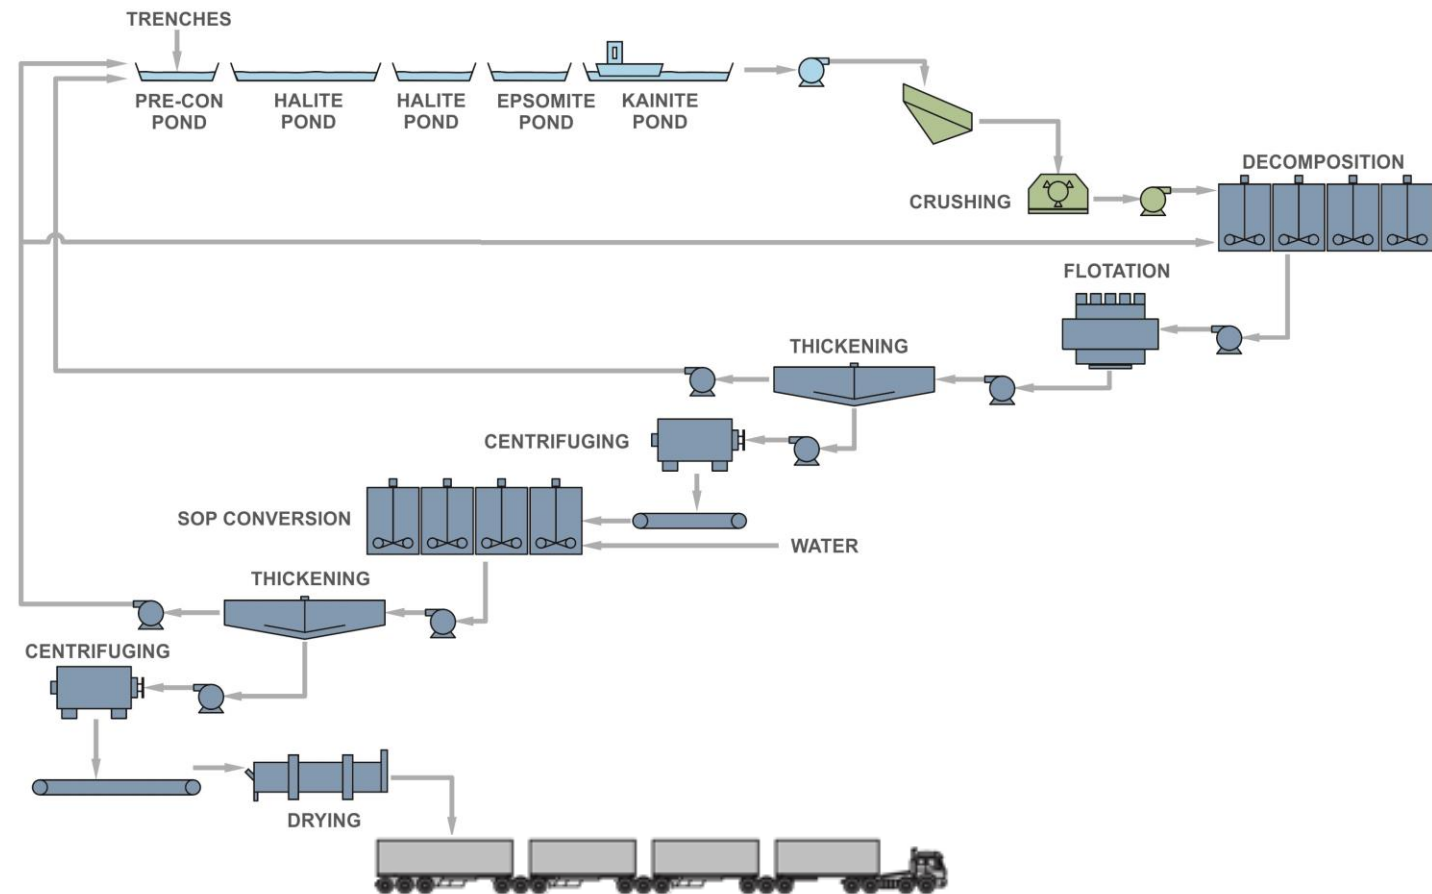 TRENCHES
PRE-CON
POND
HALITE
POND
HALITE
POND
EPSOMITE
POND
KAINITE
POND
DECOMPOSITION
CRUSHING
FLOTATION
THICKENING
CENTRIFUGING
SOP CONVERSION
WATER
THICKENING
CENTRIFUGING
DRYING